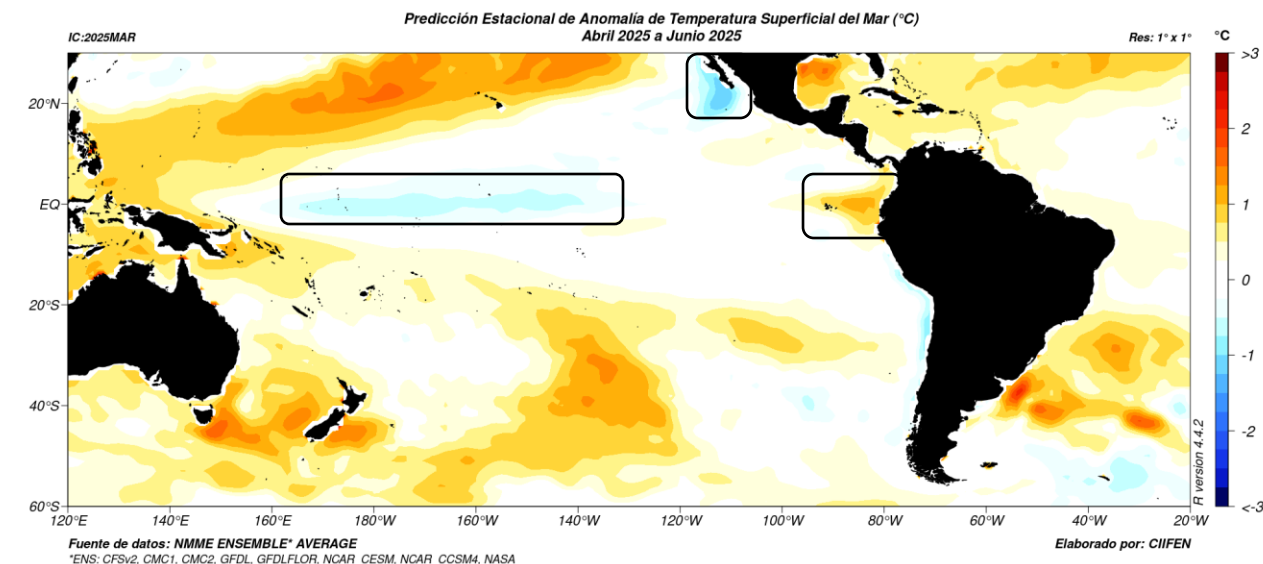 Predicción Estacional de Anomalía de Temperatura Superficial del Mar (°C)
IC:2025MAR
Abril 2025 a Junio 2025
Res: 1° x 1°
°C
>3
2
1
0
-1
-2
<-3
20°N
EQ
20°S
40°S
60°S
120°E
140°E
160°E
180°W
160°W
140°W
120°W
100°W
80°W
60°W
40°W
20°W
R version 4.4.2
Fuente de datos: NMME ENSEMBLE* AVERAGE
Elaborado por: CIIFEN
*ENS: CFSv2, CMC1, CMC2, GFDL, GFDLFLOR, NCAR_CESM, NCAR_CCSM4, NASA